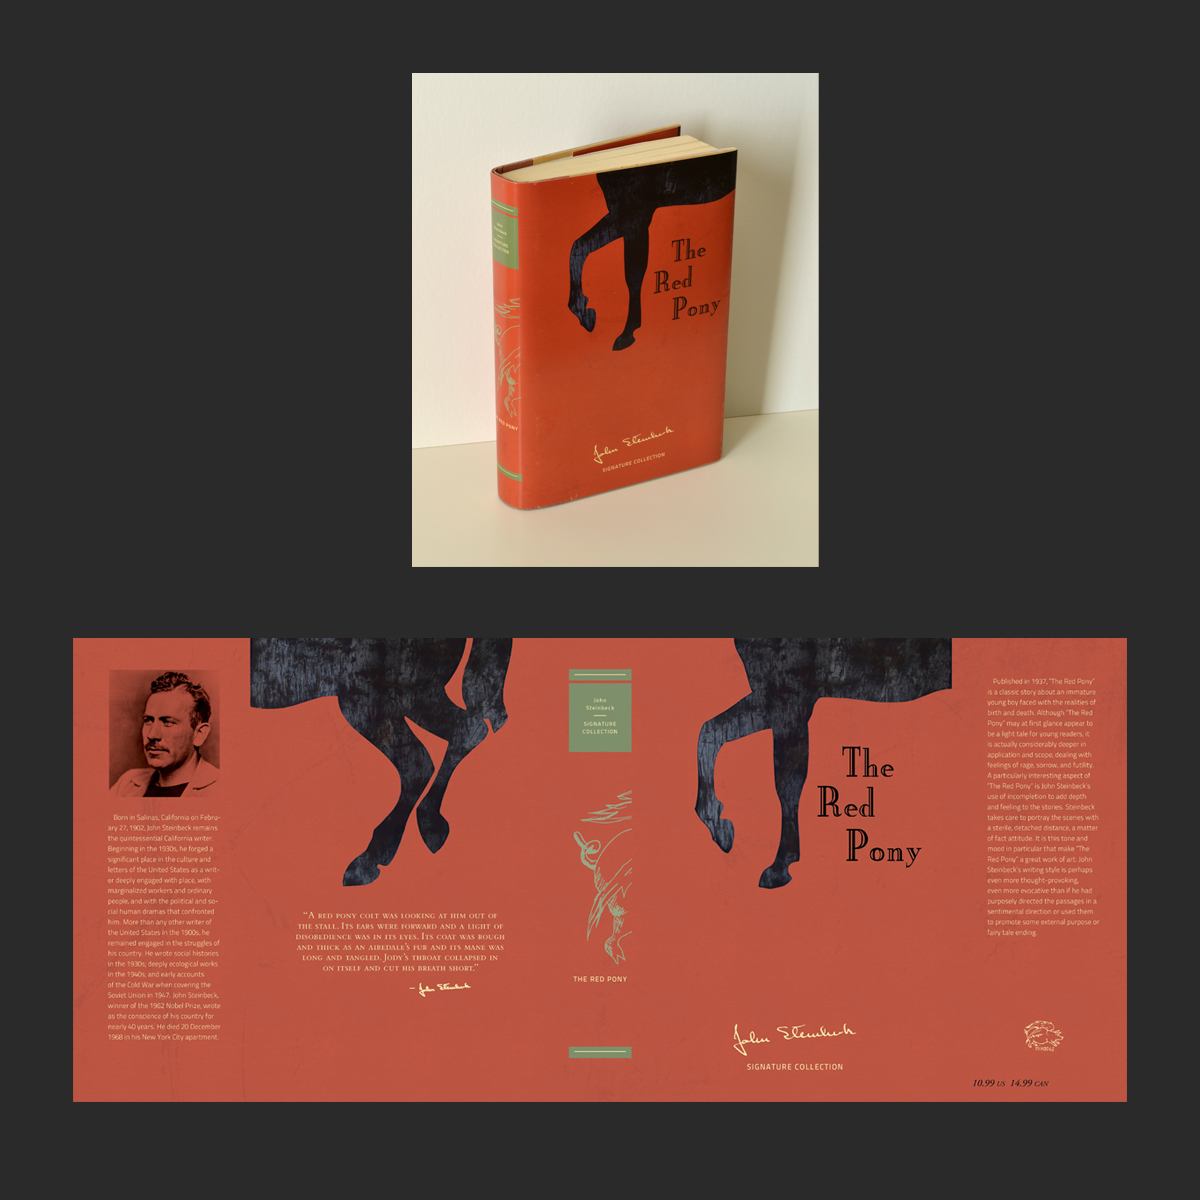 The
Red
Pony
John Steinbeck
SIGNATURE COLLECTION
Born in Salinas, California on Febru-
ary 27, 1902, John Steinbeck remains
the quintessential California writer.
Beginning in the 1930s, he forged a
significant place in the culture and
letters of the United States as a writ-
er deeply engaged with place, with
marginalized workers and ordinary
people, and with the political and so-
cial human dramas that confronted
him. More than any other writer of
the United States in the 1900s, he
remained engaged in the struggles of
his country. He wrote social histories
in the 1930s; deeply ecological works
in the 1940s; and early accounts
of the Cold War when covering the
Soviet Union in 1947. John Steinbeck,
winner of the 1962 Nobel Prize, wrote
as the conscience of his country for
nearly 40 years. He died 20 December
1968 in his New York City apartment.
“A RED PONY COLT WAS LOOKING AT HIM OUT OF
THE STALL. ITS EARS WERE FORWARD AND A LIGHT OF
DISOBEDIENCE WAS IN ITS EYES. ITS COAT WAS ROUGH
AND THICK AS AN AIREDALE’S FUR AND ITS MANE WAS
LONG AND TANGLED. JODY’S THROAT COLLAPSED IN
ON ITSELF AND CUT HIS BREATH SHORT.”
– John Steinbeck
John
Steinbeck
SIGNATURE
COLLECTION
THE RED PONY
The
Red
Pony
John Steinbeck
SIGNATURE COLLECTION
Published in 1937, "The Red Pony"
is a classic story about an immature
young boy faced with the realities of
birth and death. Although "The Red
Pony" may at first glance appear to
be a light tale for young readers, it
is actually considerably deeper in
application and scope, dealing with
feelings of rage, sorrow, and futility.
A particularly interesting aspect of
"The Red Pony" is John Steinbeck's
use of incompletion to add depth
and feeling to the stories. Steinbeck
takes care to portray the scenes with
a sterile, detached distance, a matter
of fact attitude. It is this tone and
mood in particular that make "The
Red Pony" a great work of art. John
Steinbeck's writing style is perhaps
even more thought-provoking,
even more evocative than if he had
purposely directed the passages in a
sentimental direction or used them
to promote some external purpose or
fairy tale ending.
10.99 US 14.99 CAN